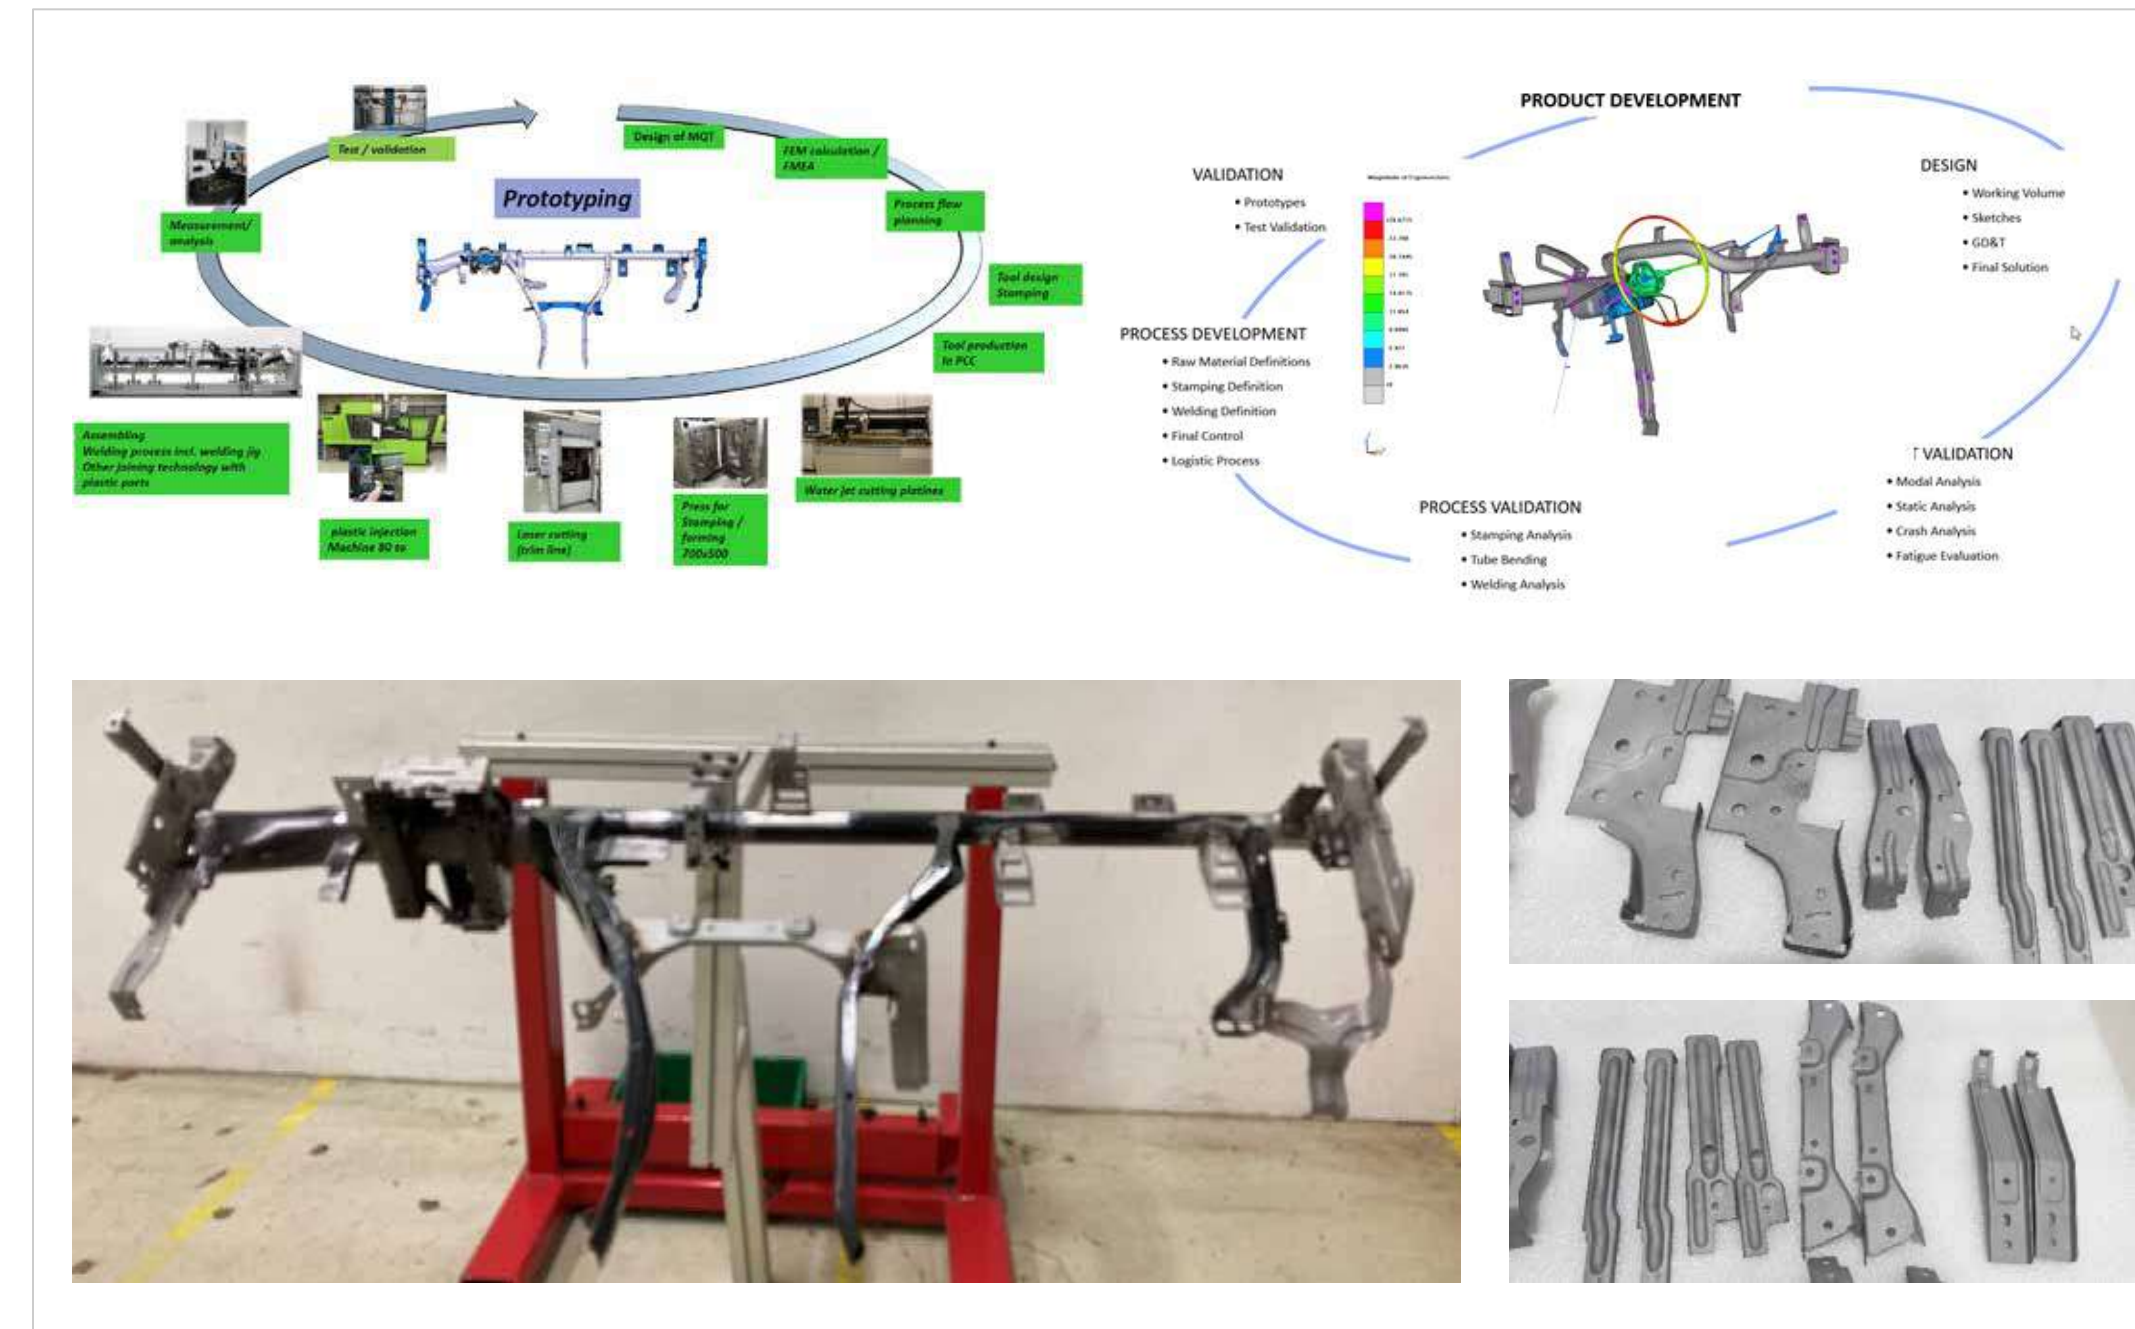 Test / validation
Design of MQT
FEM calculation /
FMEA
Prototyping
Process flow
planning
Measurement/
analysis
Tool design
Stamping
Tool production
in PCC
Assembling
Welding process incl. welding jig
Other joining technology with
plastic parts
plastic injection
Machine 80 to
Laser cutting
(trim line)
Press for
Stamping /
forming
700x500
Water jet cutting platines
PRODUCT DEVELOPMENT
VALIDATION
• Prototypes
• Test Validation
DESIGN
• Working Volume
• Sketches
• GD&T
• Final Solution
PROCESS DEVELOPMENT
• Raw Material Definitions
• Stamping Definition
• Welding Definition
• Final Control
• Logistic Process
T VALIDATION
• Modal Analysis
• Static Analysis
• Crash Analysis
• Fatigue Evaluation
PROCESS VALIDATION
• Stamping Analysis
• Tube Bending
• Welding Analysis